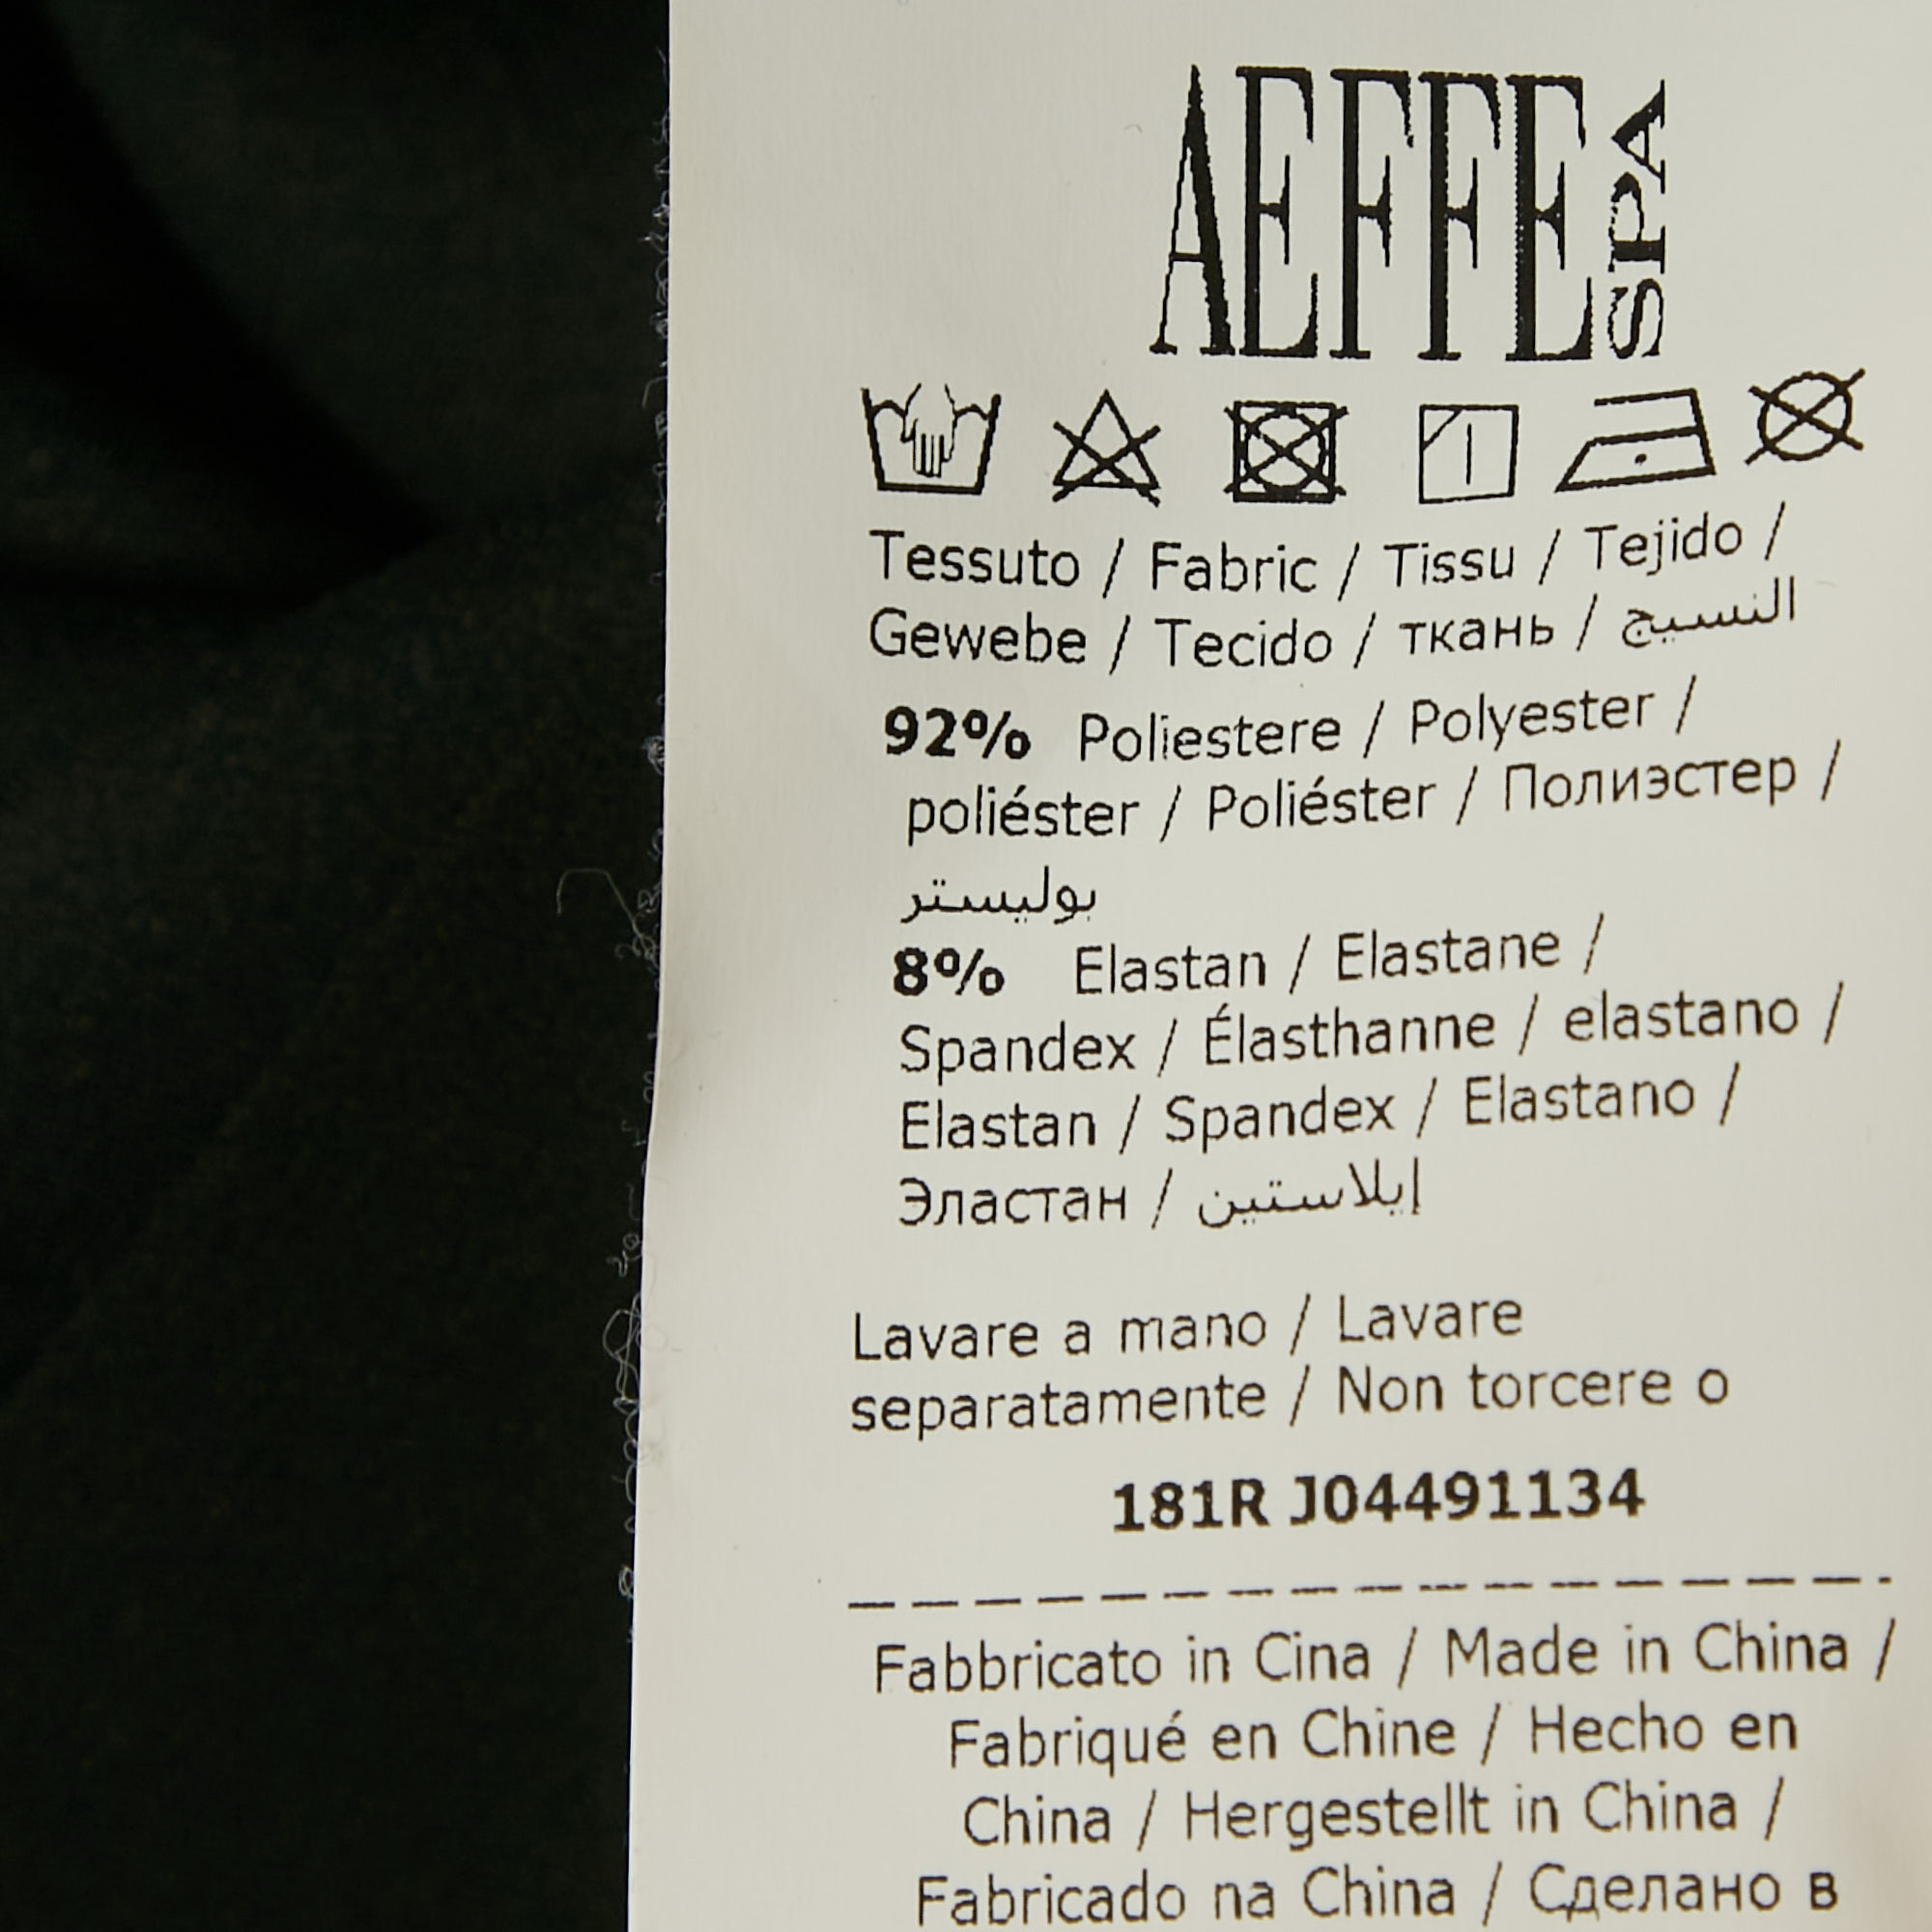 AEFFE SPA
Tessuto / Fabric / Tissu / Tejido /
Gewebe / Tecido / ткань / النسيج
92% Poliestere / Polyester /
poliéster / Poliéster / Полиэстер /
بوليستر
8% Elastan / Elastane /
Spandex / Élasthanne / elastano /
Elastan / Spandex / Elastano /
Эластан / إيلاستين
Lavare a mano / Lavare
separatamente / Non torcere o
181R J04491134
Fabbricato in Cina / Made in China /
Fabriqué en Chine / Hecho en
China / Hergestellt in China /
Fabricado na China / Сделано в